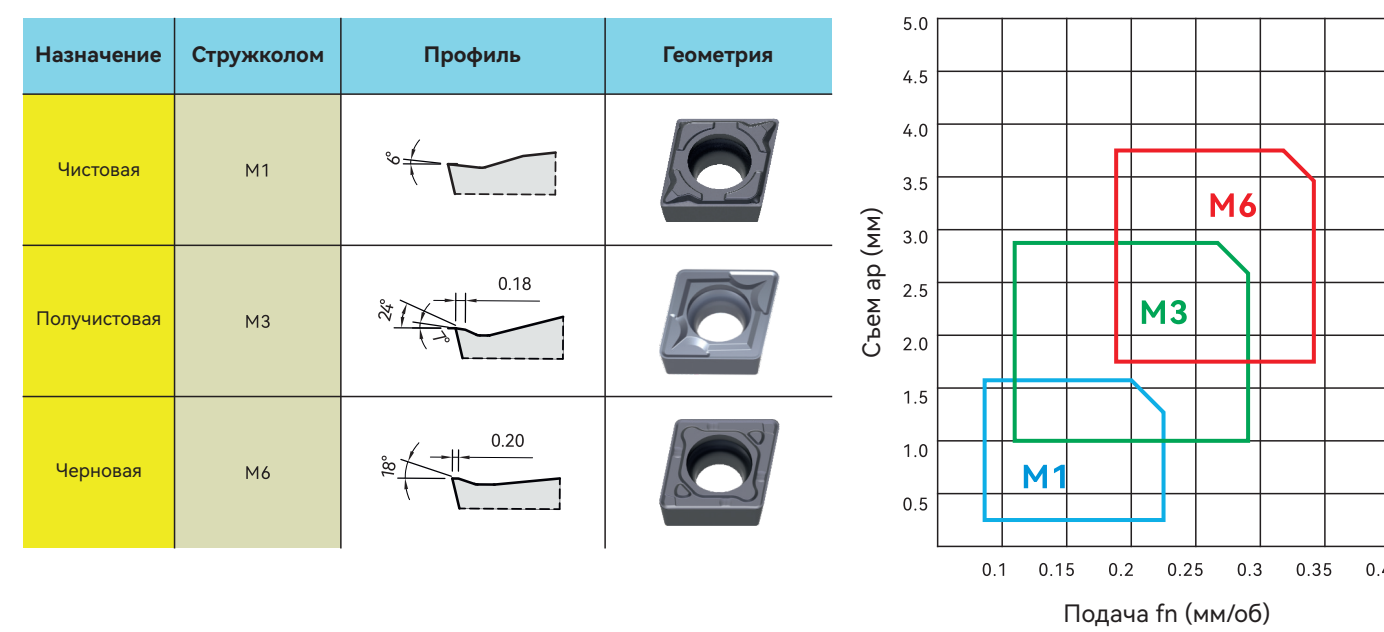 Назначение Стружколом Профиль Геометрия
Чистовая M1 6°
Получистовая M3 24° 7° 0.18
Черновая M6 18° 0.20
5.0
4.5
4.0
3.5
3.0
2.5
2.0
1.5
1.0
0.5
Съем ap (мм)
M6
M3
M1
0.1 0.15 0.2 0.25 0.3 0.35
Подача fn (мм/об)